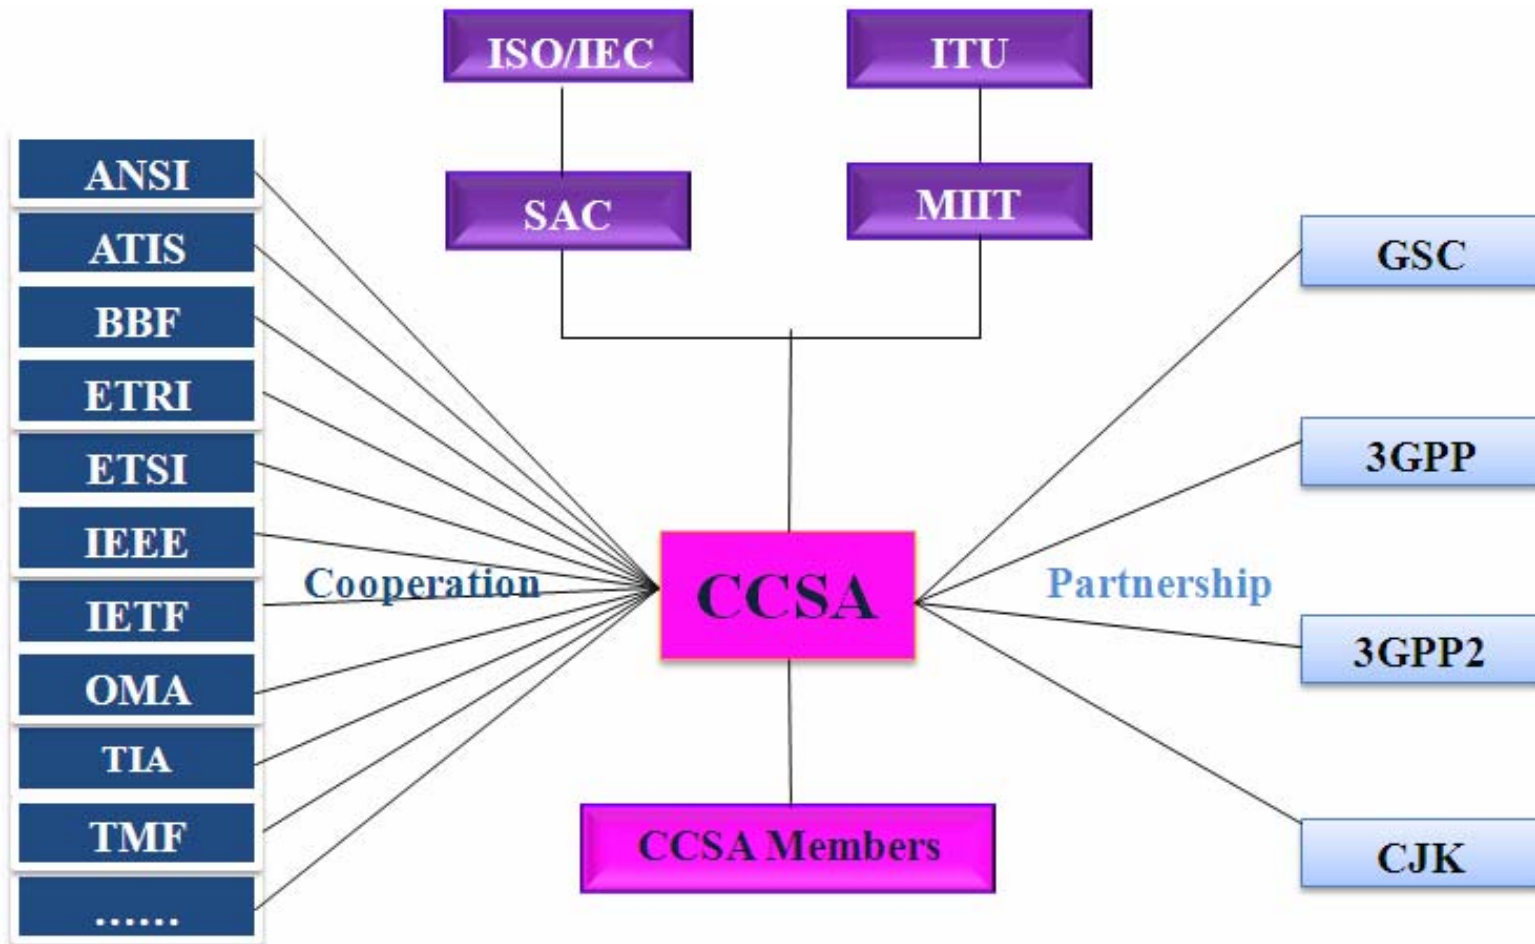 ISO/IEC
ITU
SAC
MIIT
ANSI
ATIS
BBF
ETRI
ETSI
IEEE
IETF
OMA
TIA
TMF
......
Cooperation
CCSA
CCSA Members
Partnership
GSC
3GPP
3GPP2
CJK